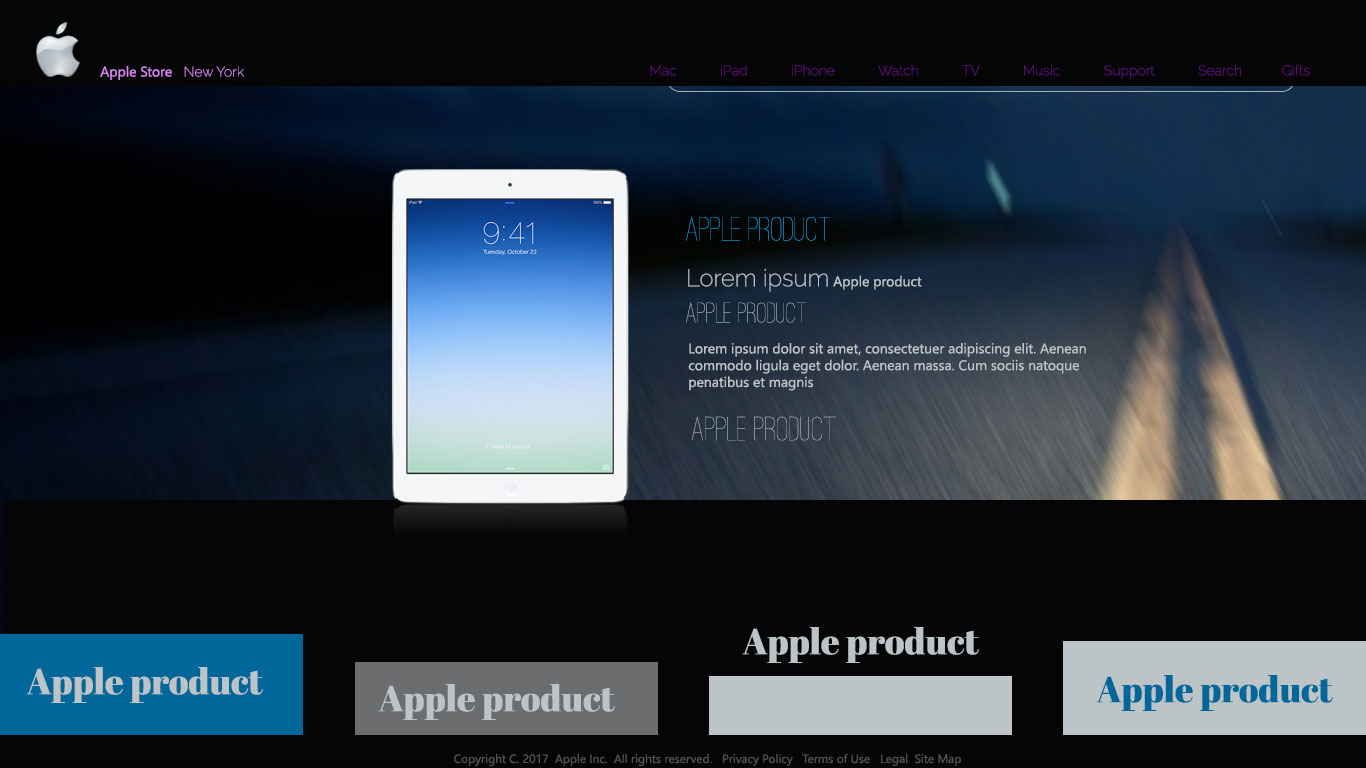 Apple Store New York
Mac iPad iPhone Watch TV Music Support Search Gifts
iPad 100%
9:41
Tuesday, October 22
slide to unlock
APPLE PRODUCT
Lorem ipsum Apple product
APPLE PRODUCT
Lorem ipsum dolor sit amet, consectetuer adipiscing elit. Aenean
commodo ligula eget dolor. Aenean massa. Cum sociis natoque
penatibus et magnis
APPLE PRODUCT
Apple product
Apple product
Apple product
Apple product
Copyright C. 2017 Apple Inc. All rights reserved. Privacy Policy Terms of Use Legal Site Map